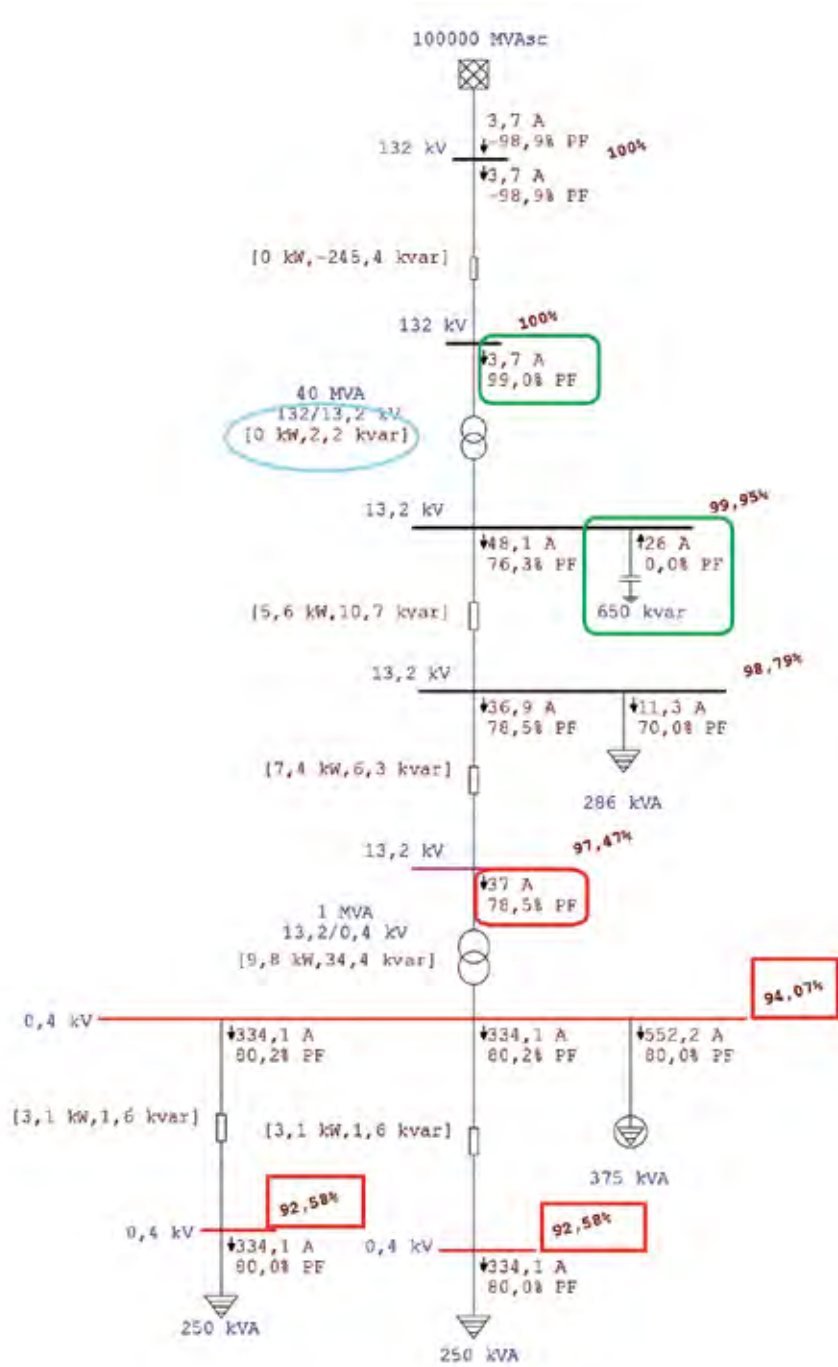 100000 MVAsc
3,7 A
-98,9% PF
100%
132 kV
3,7 A
-98,9% PF
[0 kW,-245,4 kvar]
100%
132 kV
3,7 A
99,0% PF
40 MVA
132/13,2 kV
[0 kW,2,2 kvar]
99,95%
13,2 kV
48,1 A
76,3% PF
28 A
0,0% PF
650 kvar
[5,6 kW,10,7 kvar]
98,79%
13,2 kV
36,9 A
78,5% PF
11,3 A
70,0% PF
[7,4 kW,6,3 kvar]
286 kVA
97,47%
13,2 kV
37 A
78,5% PF
1 MVA
13,2/0,4 kV
[9,8 kW,34,4 kvar]
94,07%
0,4 kV
334,1 A
80,2% PF
334,1 A
80,2% PF
552,2 A
80,0% PF
[3,1 kW,1,6 kvar]
[3,1 kW,1,6 kvar]
375 kVA
92,58%
92,58%
0,4 kV
334,1 A
80,0% PF
0,4 kV
334,1 A
80,0% PF
250 kVA
250 kVA